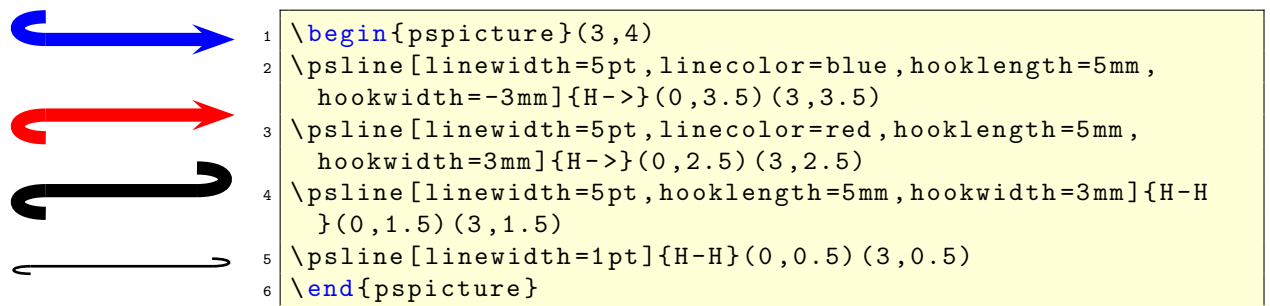 1 \begin{pspicture}(3,4)
2 \psline[linewidth=5pt,linecolor=blue,hooklength=5mm,
hookwidth=-3mm]{H->}(0,3.5)(3,3.5)
3 \psline[linewidth=5pt,linecolor=red,hooklength=5mm,
hookwidth=3mm]{H->}(0,2.5)(3,2.5)
4 \psline[linewidth=5pt,hooklength=5mm,hookwidth=3mm]{H-H
}(0,1.5)(3,1.5)
5 \psline[linewidth=1pt]{H-H}(0,0.5)(3,0.5)
6 \end{pspicture}